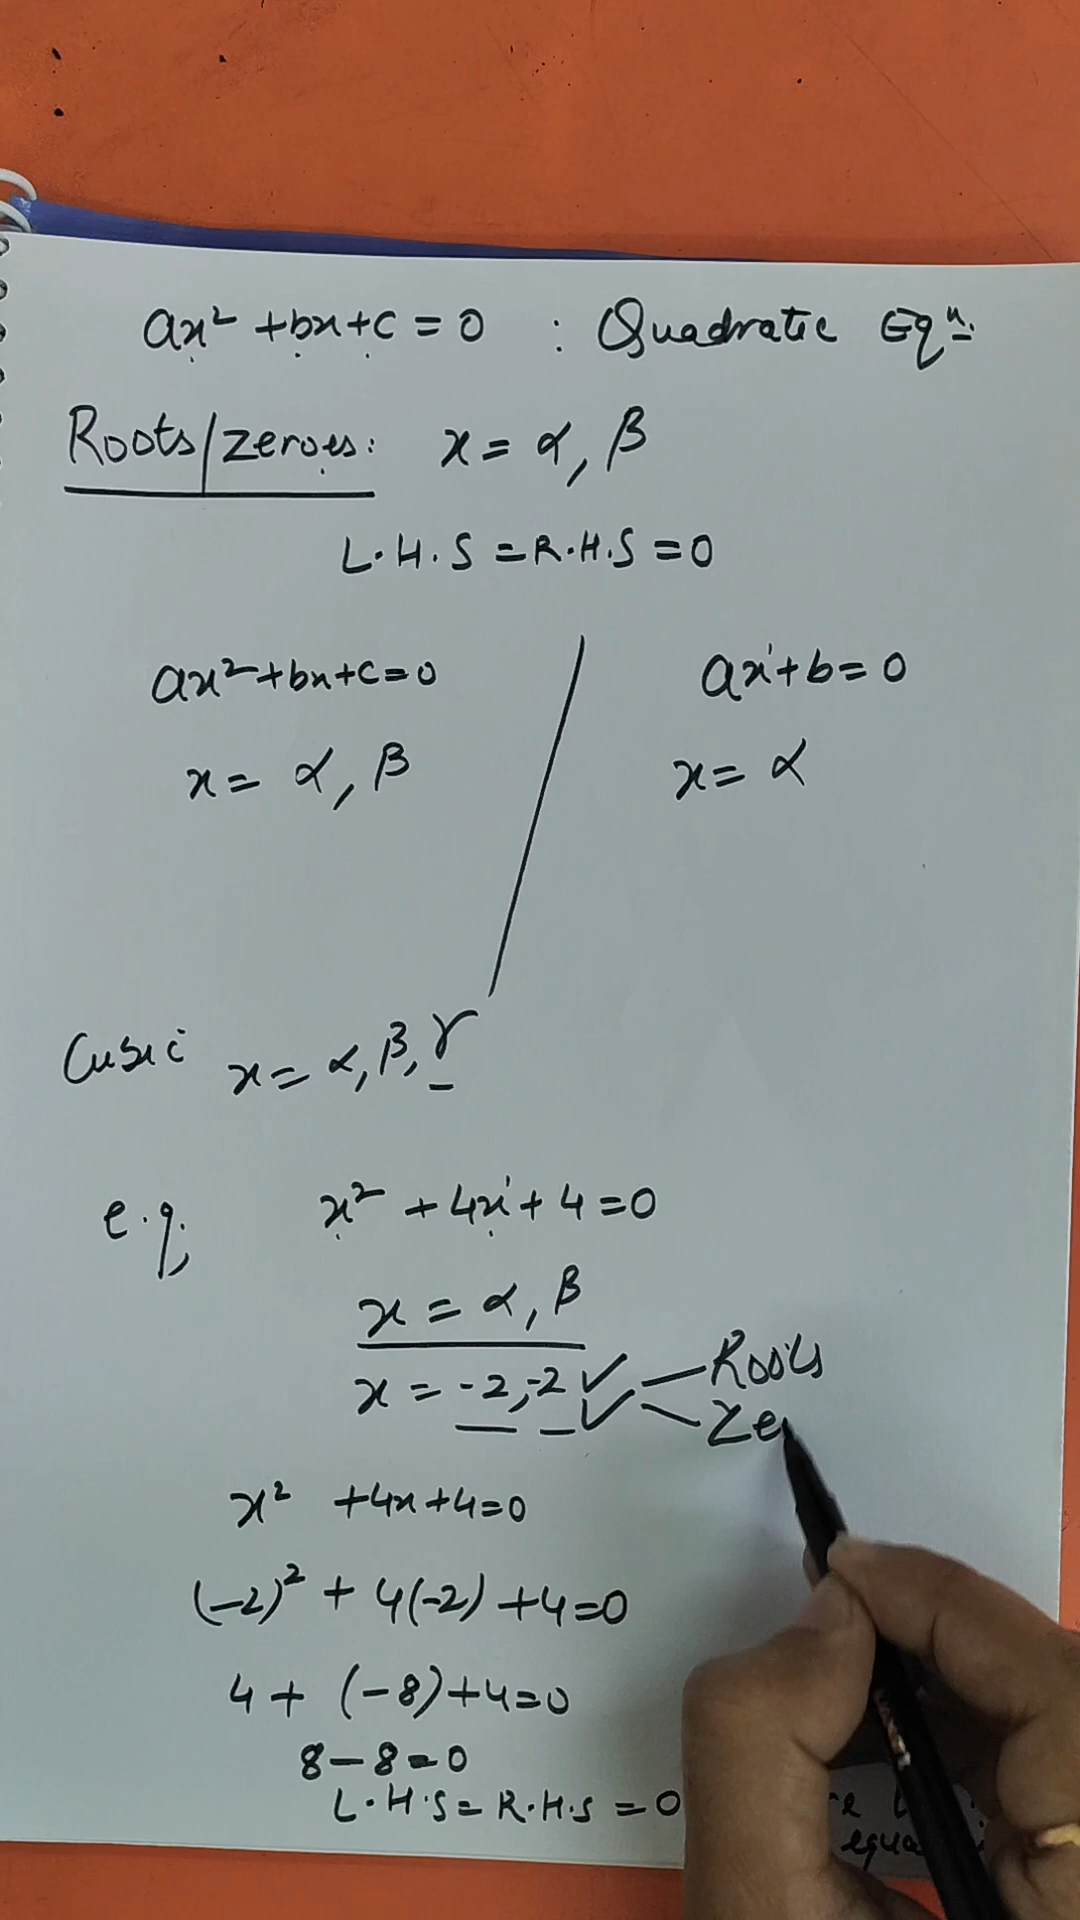 ax² + bx + c = 0 : Quadratic Eqⁿ.
Roots/zeroes: x = α, β
L.H.S = R.H.S = 0
ax² + bx + c = 0
x = α, β
ax¹ + b = 0
x = α
Cubic x = α, β, γ
e.g. x² + 4x¹ + 4 = 0
x = α, β
x = -2, -2 ✓✓
Roots
Ze
x² + 4x + 4 = 0
(-2)² + 4(-2) + 4 = 0
4 + (-8) + 4 = 0
8 - 8 = 0
L.H.S = R.H.S = 0